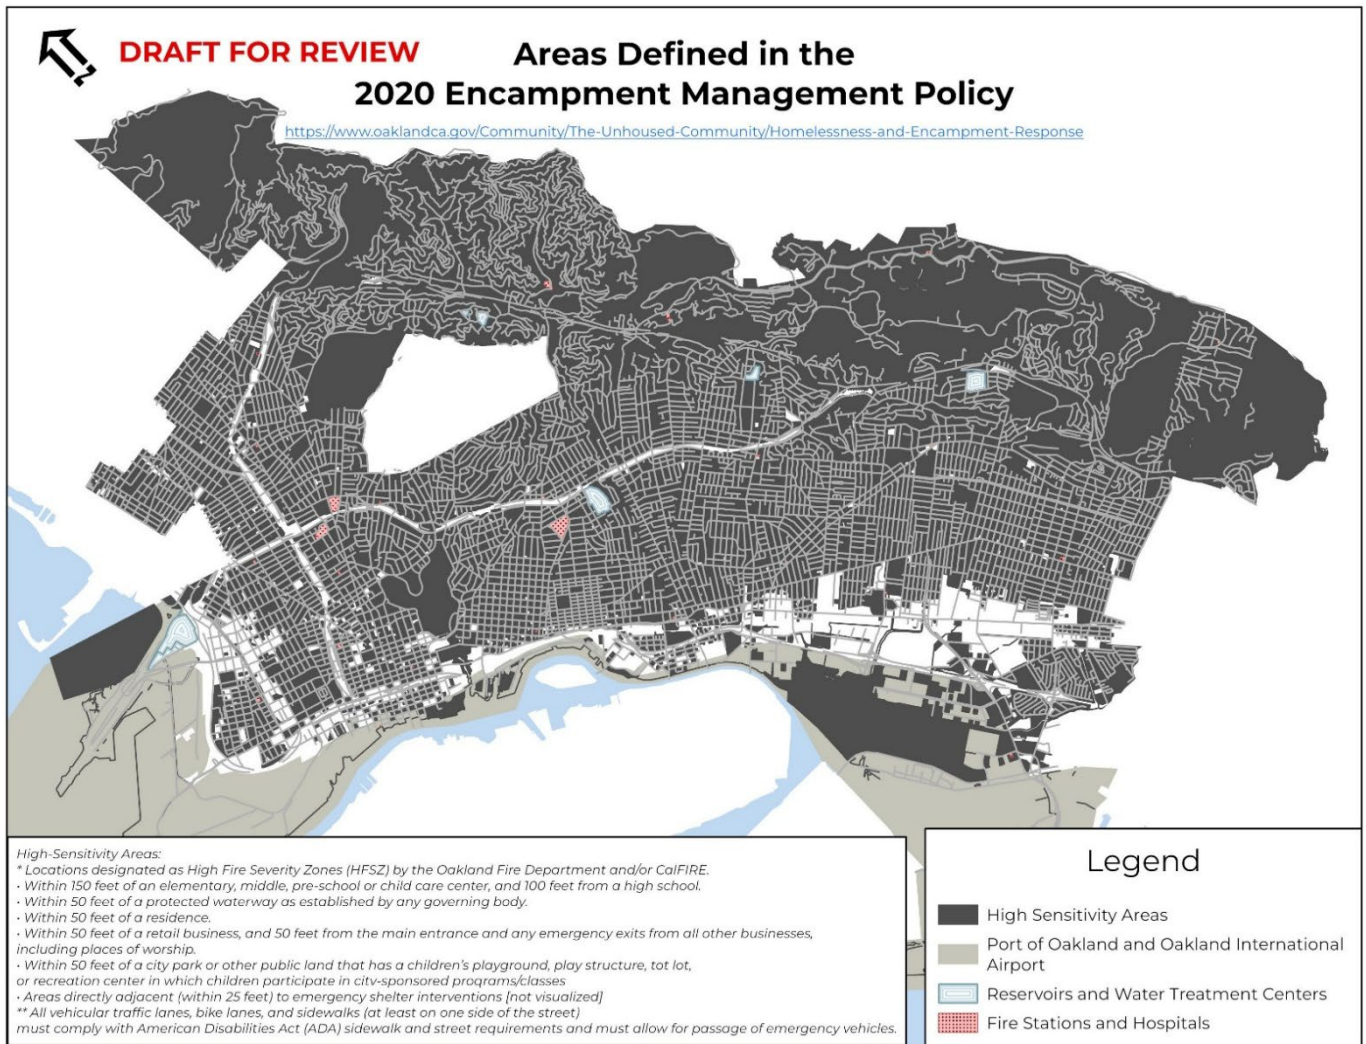 DRAFT FOR REVIEW
Areas Defined in the
2020 Encampment Management Policy
https://www.oaklandca.gov/Community/The-Unhoused-Community/Homelessness-and-Encampment-Response
High-Sensitivity Areas:
* Locations designated as High Fire Severity Zones (HFSZ) by the Oakland Fire Department and/or CalFIRE.
• Within 150 feet of an elementary, middle, pre-school or child care center, and 100 feet from a high school.
• Within 50 feet of a protected waterway as established by any governing body.
• Within 50 feet of a residence.
• Within 50 feet of a retail business, and 50 feet from the main entrance and any emergency exits from all other businesses,
including places of worship.
• Within 50 feet of a city park or other public land that has a children's playground, play structure, tot lot,
or recreation center in which children participate in city-sponsored programs/classes
• Areas directly adjacent (within 25 feet) to emergency shelter interventions [not visualized]
** All vehicular traffic lanes, bike lanes, and sidewalks (at least on one side of the street)
must comply with American Disabilities Act (ADA) sidewalk and street requirements and must allow for passage of emergency vehicles.
Legend
High Sensitivity Areas
Port of Oakland and Oakland International
Airport
Reservoirs and Water Treatment Centers
Fire Stations and Hospitals